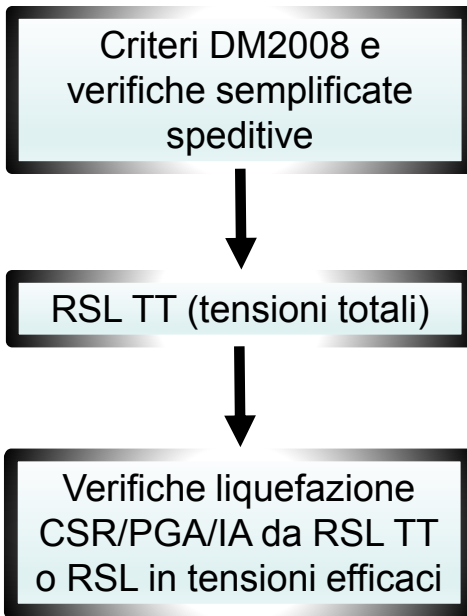 Criteri DM2008 e
verifiche semplificate
speditive
RSL TT (tensioni totali)
Verifiche liquefazione
CSR/PGA/IA da RSL TT
o RSL in tensioni efficaci